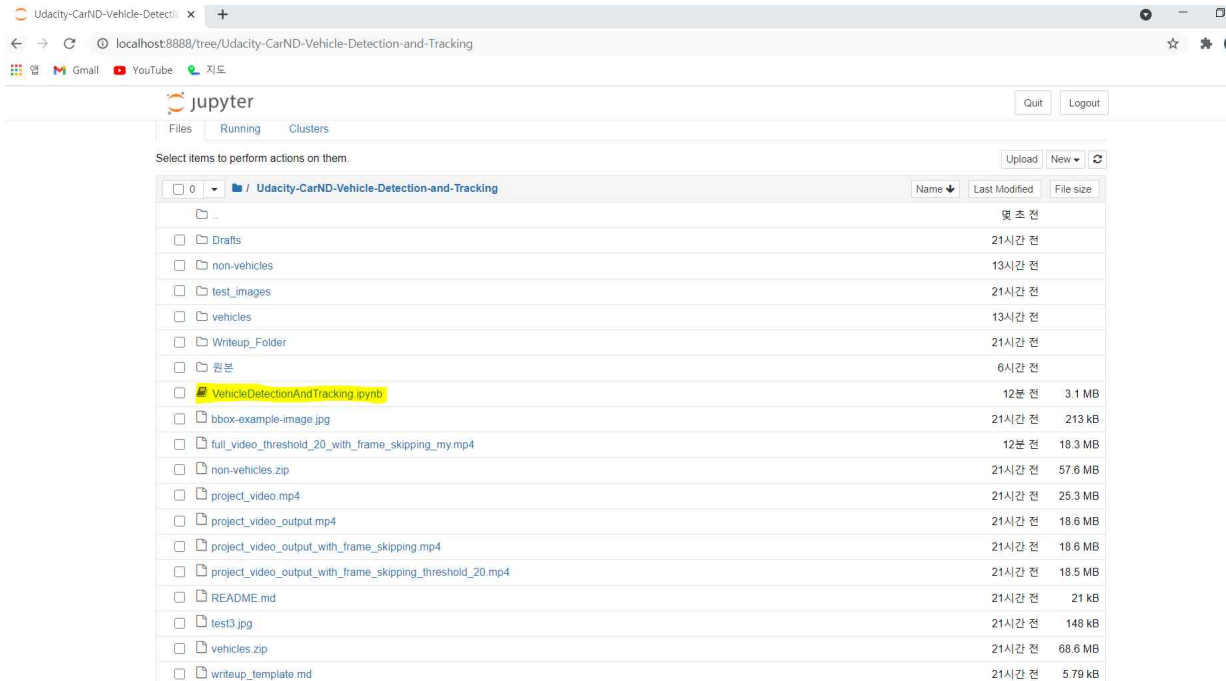 Udacity-CarND-Vehicle-Detectic
localhost:8888/tree/Udacity-CarND-Vehicle-Detection-and-Tracking
앱 Gmail YouTube 지도
jupyter Quit Logout
Files Running Clusters
Select items to perform actions on them. Upload New
0 / Udacity-CarND-Vehicle-Detection-and-Tracking Name Last Modified File size
.. 몇 초 전
Drafts 21시간 전
non-vehicles 13시간 전
test_images 21시간 전
vehicles 13시간 전
Writeup_Folder 21시간 전
원본 6시간 전
VehicleDetectionAndTracking.ipynb 12분 전 3.1 MB
bbox-example-image.jpg 21시간 전 213 kB
full_video_threshold_20_with_frame_skipping_my.mp4 12분 전 18.3 MB
non-vehicles.zip 21시간 전 57.6 MB
project_video.mp4 21시간 전 25.3 MB
project_video_output.mp4 21시간 전 18.6 MB
project_video_output_with_frame_skipping.mp4 21시간 전 18.6 MB
project_video_output_with_frame_skipping_threshold_20.mp4 21시간 전 18.5 MB
README.md 21시간 전 21 kB
test3.jpg 21시간 전 148 kB
vehicles.zip 21시간 전 68.6 MB
writeup_template.md 21시간 전 5.79 kB